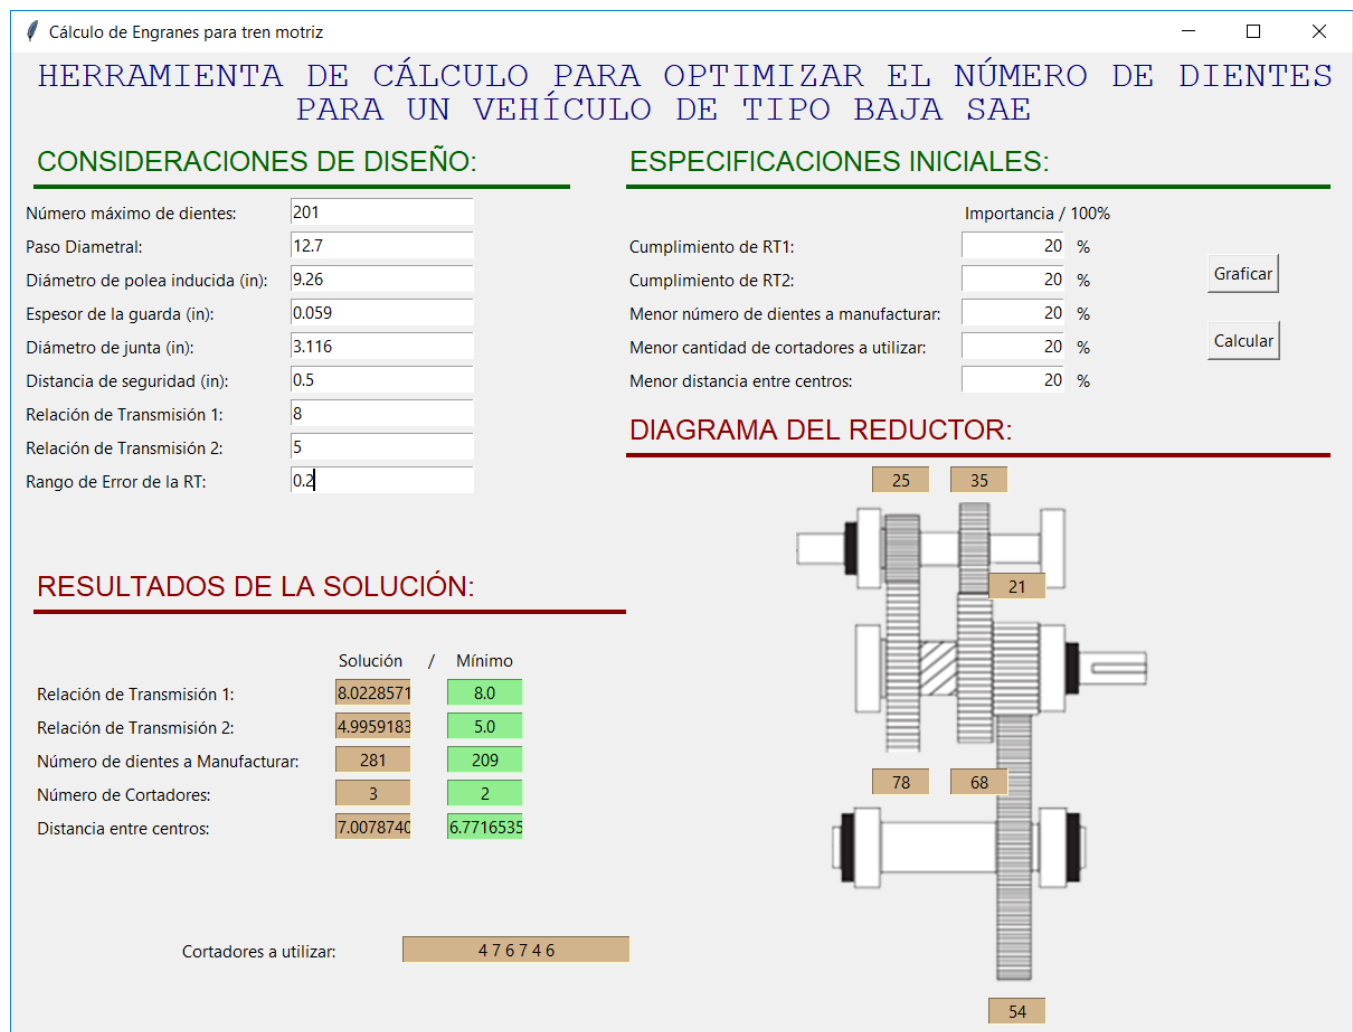 Cálculo de Engranes para tren motriz
HERRAMIENTA DE CÁLCULO PARA OPTIMIZAR EL NÚMERO DE DIENTES
PARA UN VEHÍCULO DE TIPO BAJA SAE
CONSIDERACIONES DE DISEÑO:
Número máximo de dientes: 201
Paso Diametral: 12.7
Diámetro de polea inducida (in): 9.26
Espesor de la guarda (in): 0.059
Diámetro de junta (in): 3.116
Distancia de seguridad (in): 0.5
Relación de Transmisión 1: 8
Relación de Transmisión 2: 5
Rango de Error de la RT: 0.2
ESPECIFICACIONES INICIALES:
Importancia / 100%
Cumplimiento de RT1: 20 %
Cumplimiento de RT2: 20 %
Menor número de dientes a manufacturar: 20 %
Menor cantidad de cortadores a utilizar: 20 %
Menor distancia entre centros: 20 %
Graficar
Calcular
DIAGRAMA DEL REDUCTOR:
25 35
21
78 68
54
RESULTADOS DE LA SOLUCIÓN:
Solución / Mínimo
Relación de Transmisión 1: 8.0228571 8.0
Relación de Transmisión 2: 4.9959183 5.0
Número de dientes a Manufacturar: 281 209
Número de Cortadores: 3 2
Distancia entre centros: 7.0078740 6.7716535
Cortadores a utilizar: 4 7 6 7 4 6